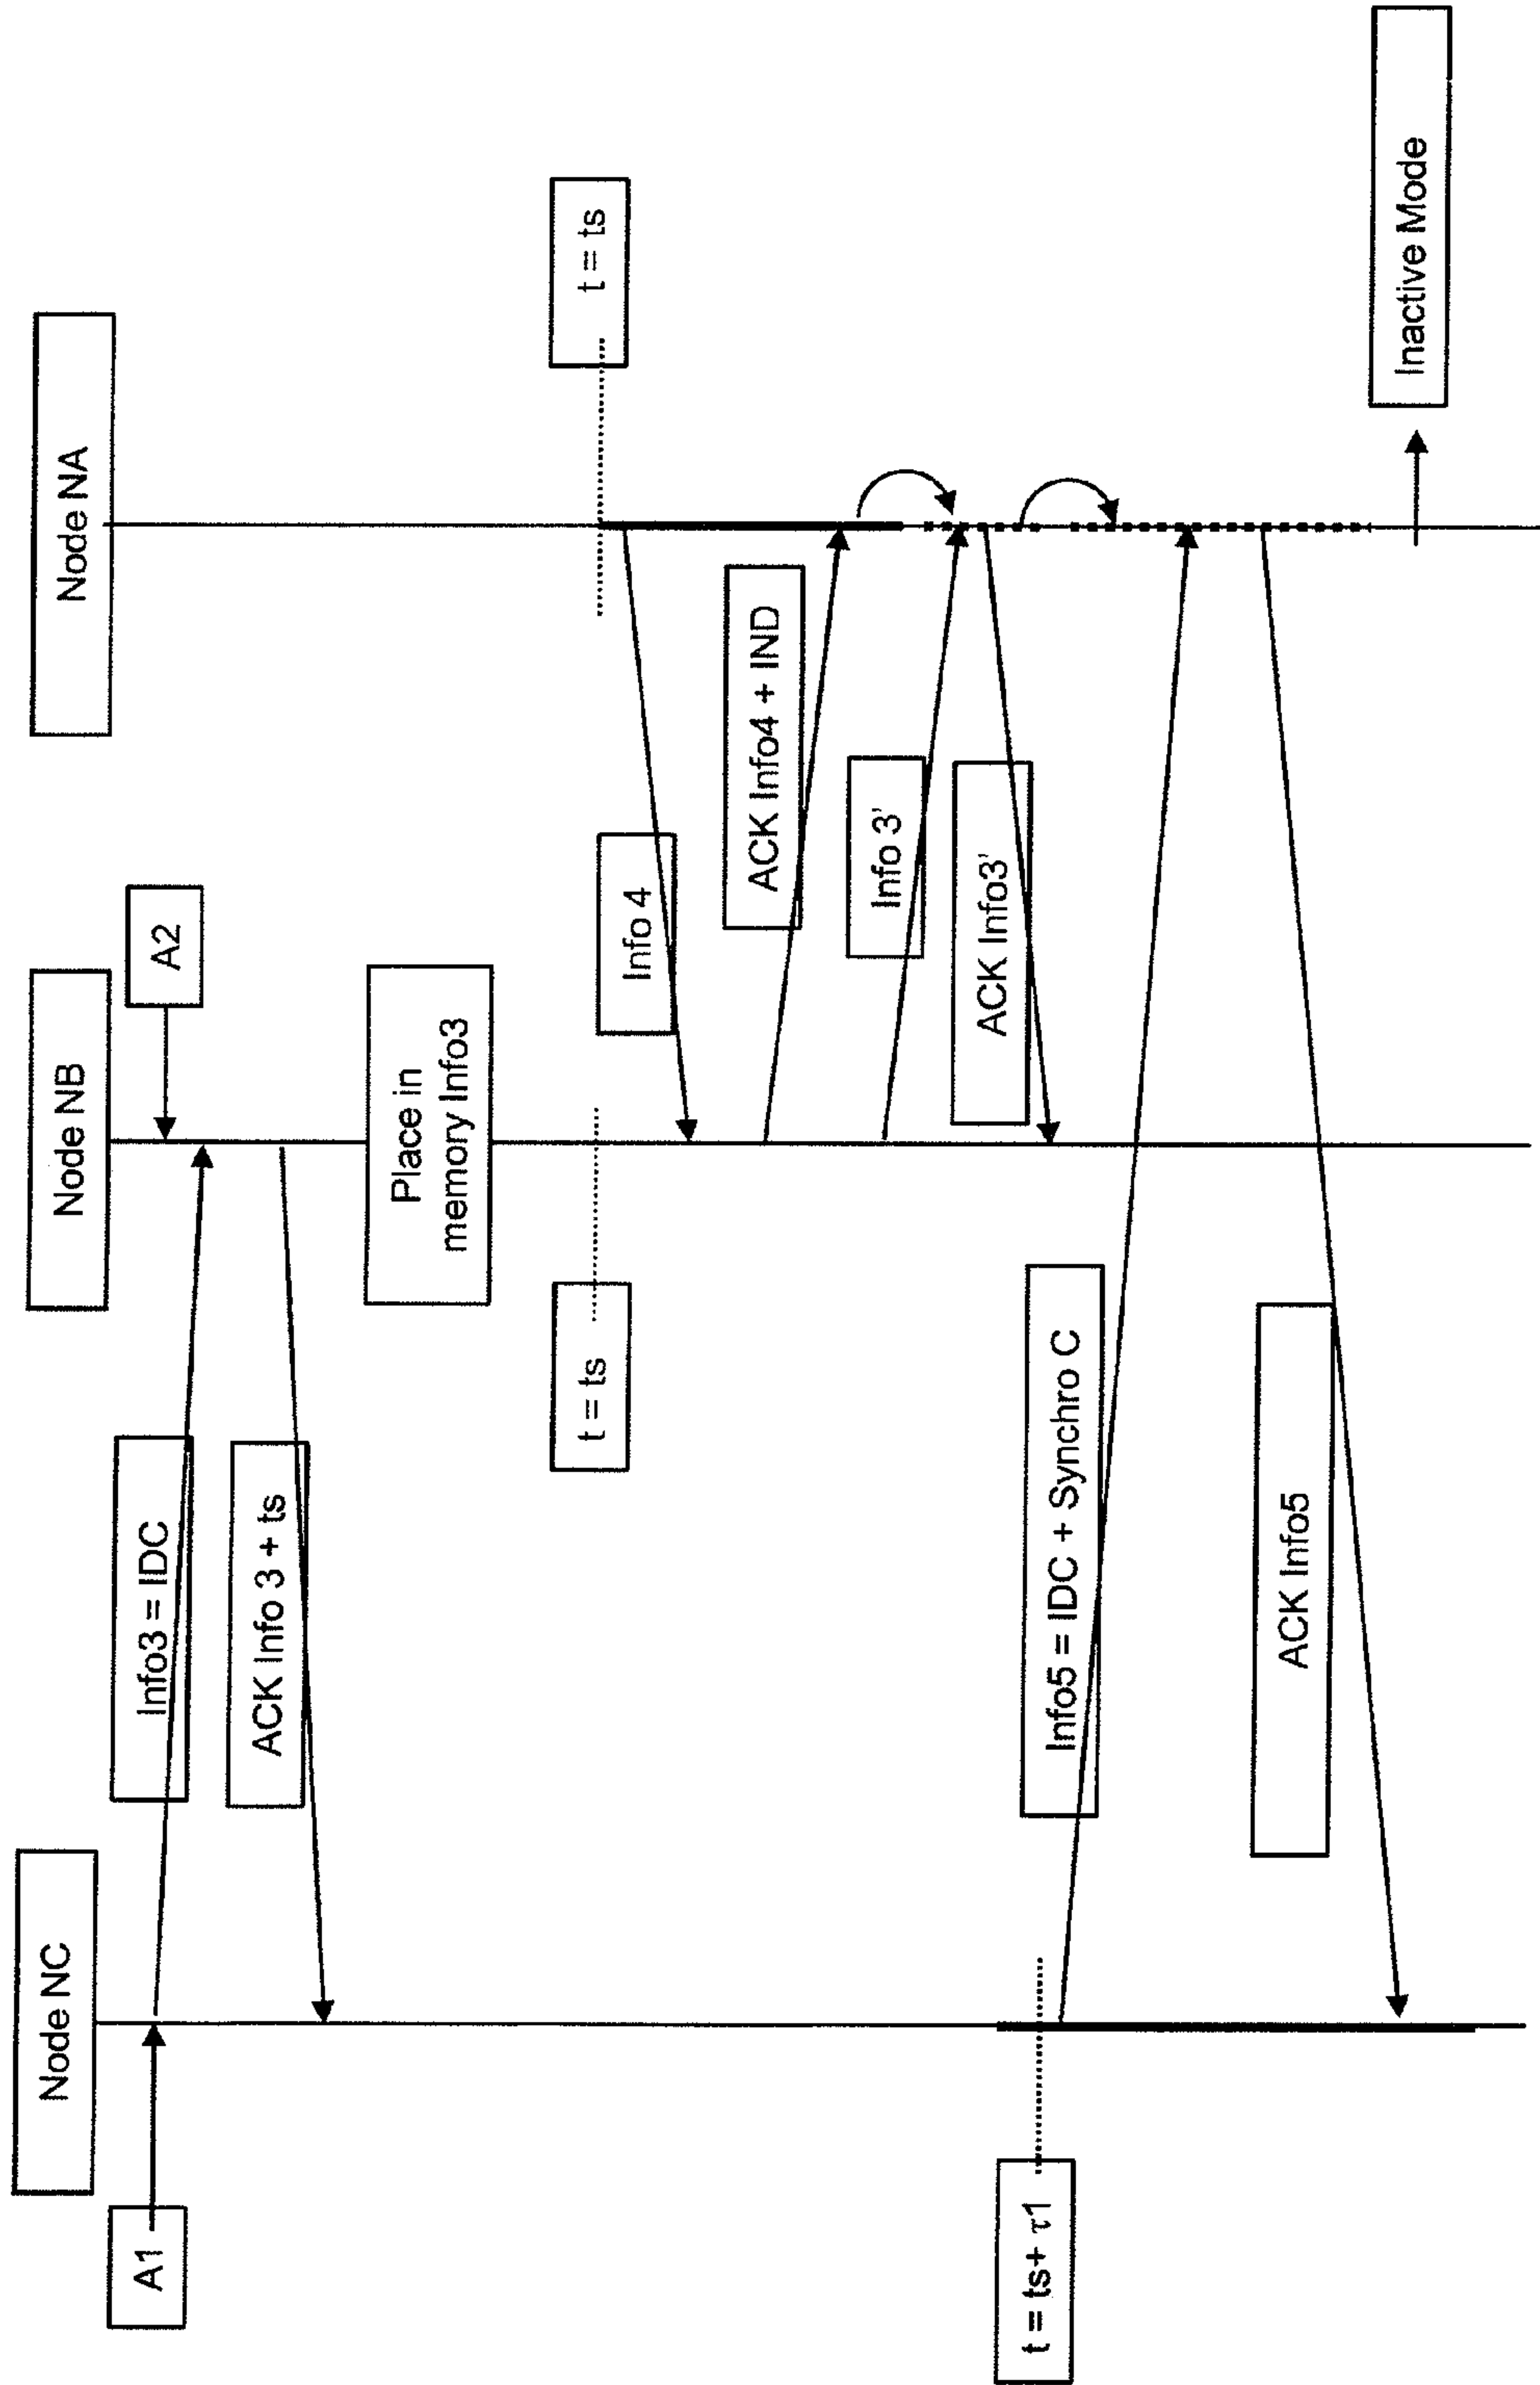 Node NC
Node NB
Node NA
A1
A2
Info3 = IDC
ACK Info 3 + ts
Place in
memory Info3
t = ts
t = ts
Info 4
ACK Info4 + IND
Info 3'
ACK Info3'
t = ts+ τ1
Info5 = IDC + Synchro C
ACK Info5
Inactive Mode